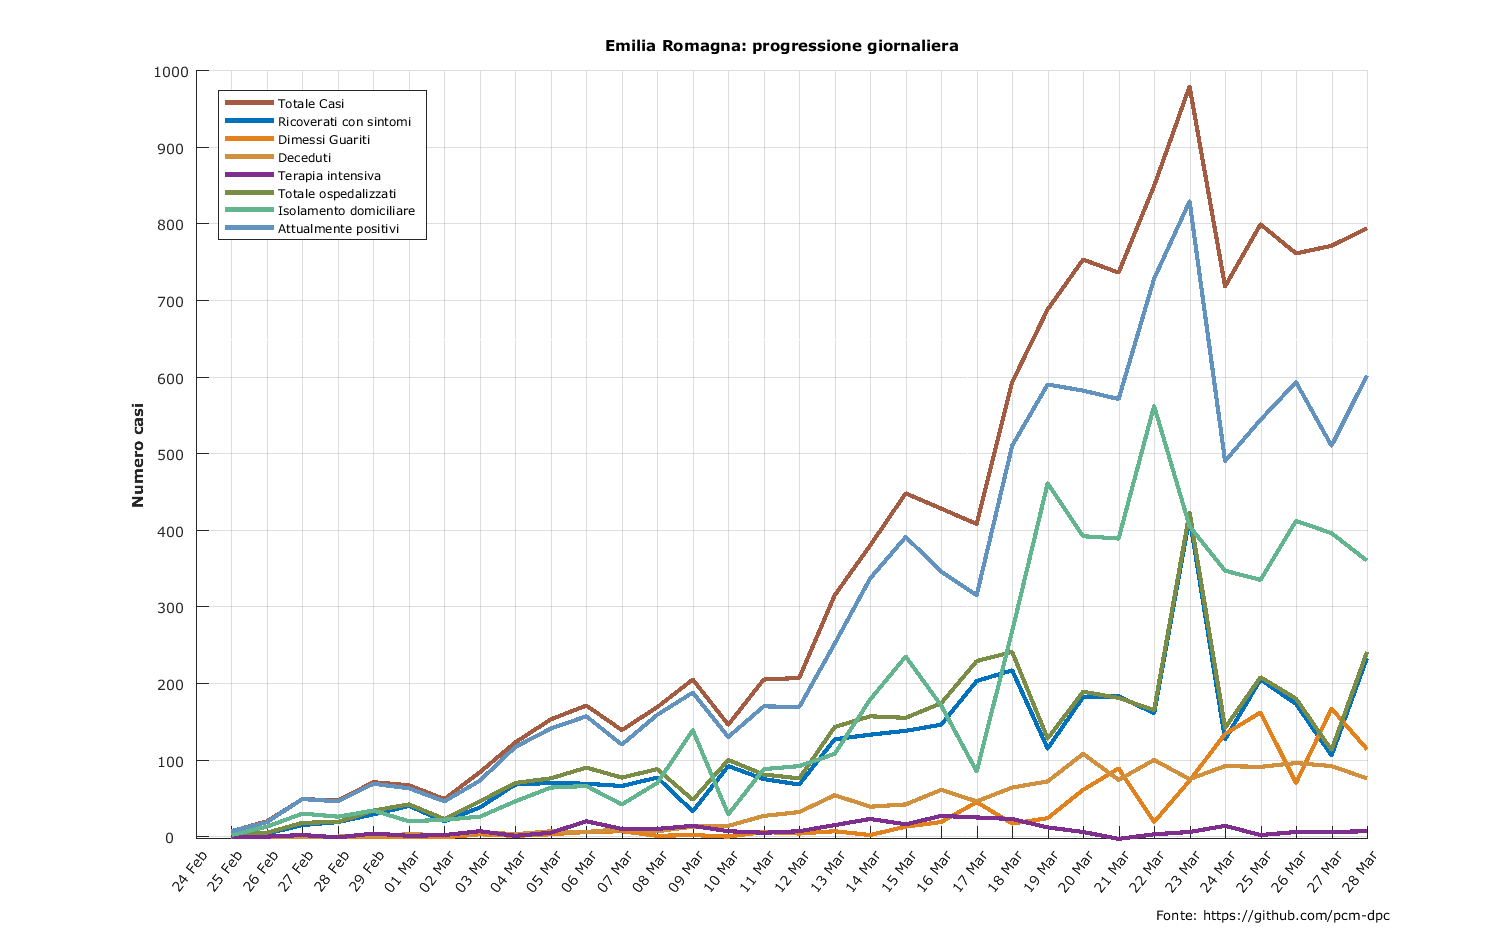 Emilia Romagna: progressione giornaliera
1000
900
800
700
600
500
400
300
200
100
0
Numero casi
Totale Casi
Ricoverati con sintomi
Dimessi Guariti
Deceduti
Terapia intensiva
Totale ospedalizzati
Isolamento domiciliare
Attualmente positivi
24 Feb
25 Feb
26 Feb
27 Feb
28 Feb
29 Feb
01 Mar
02 Mar
03 Mar
04 Mar
05 Mar
06 Mar
07 Mar
08 Mar
09 Mar
10 Mar
11 Mar
12 Mar
13 Mar
14 Mar
15 Mar
16 Mar
17 Mar
18 Mar
19 Mar
20 Mar
21 Mar
22 Mar
23 Mar
24 Mar
25 Mar
26 Mar
27 Mar
28 Mar
Fonte: https://github.com/pcm-dpc